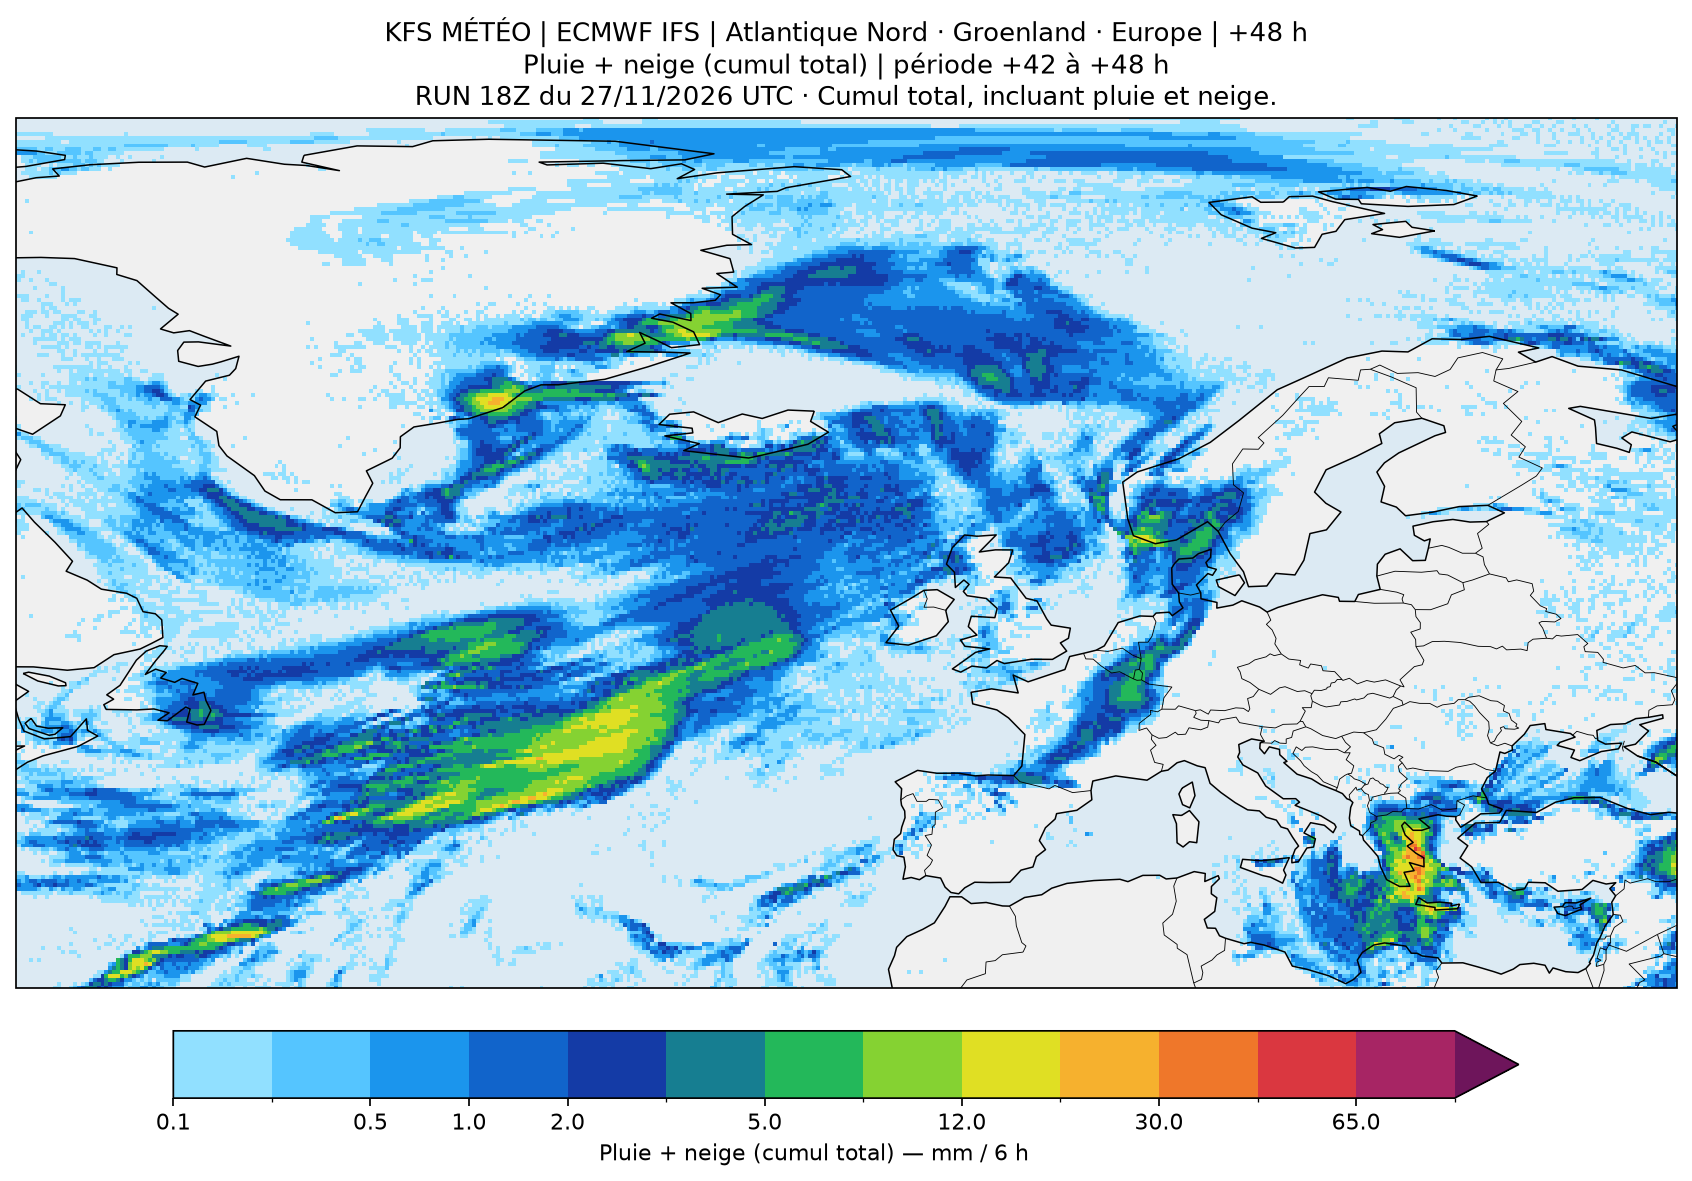 KFS MÉTÉO | ECMWF IFS | Atlantique Nord · Groenland · Europe | +48 h
Pluie + neige (cumul total) | période +42 à +48 h
RUN 18Z du 27/11/2026 UTC · Cumul total, incluant pluie et neige.
0.1 0.5 1.0 2.0 5.0 12.0 30.0 65.0
Pluie + neige (cumul total) — mm / 6 h